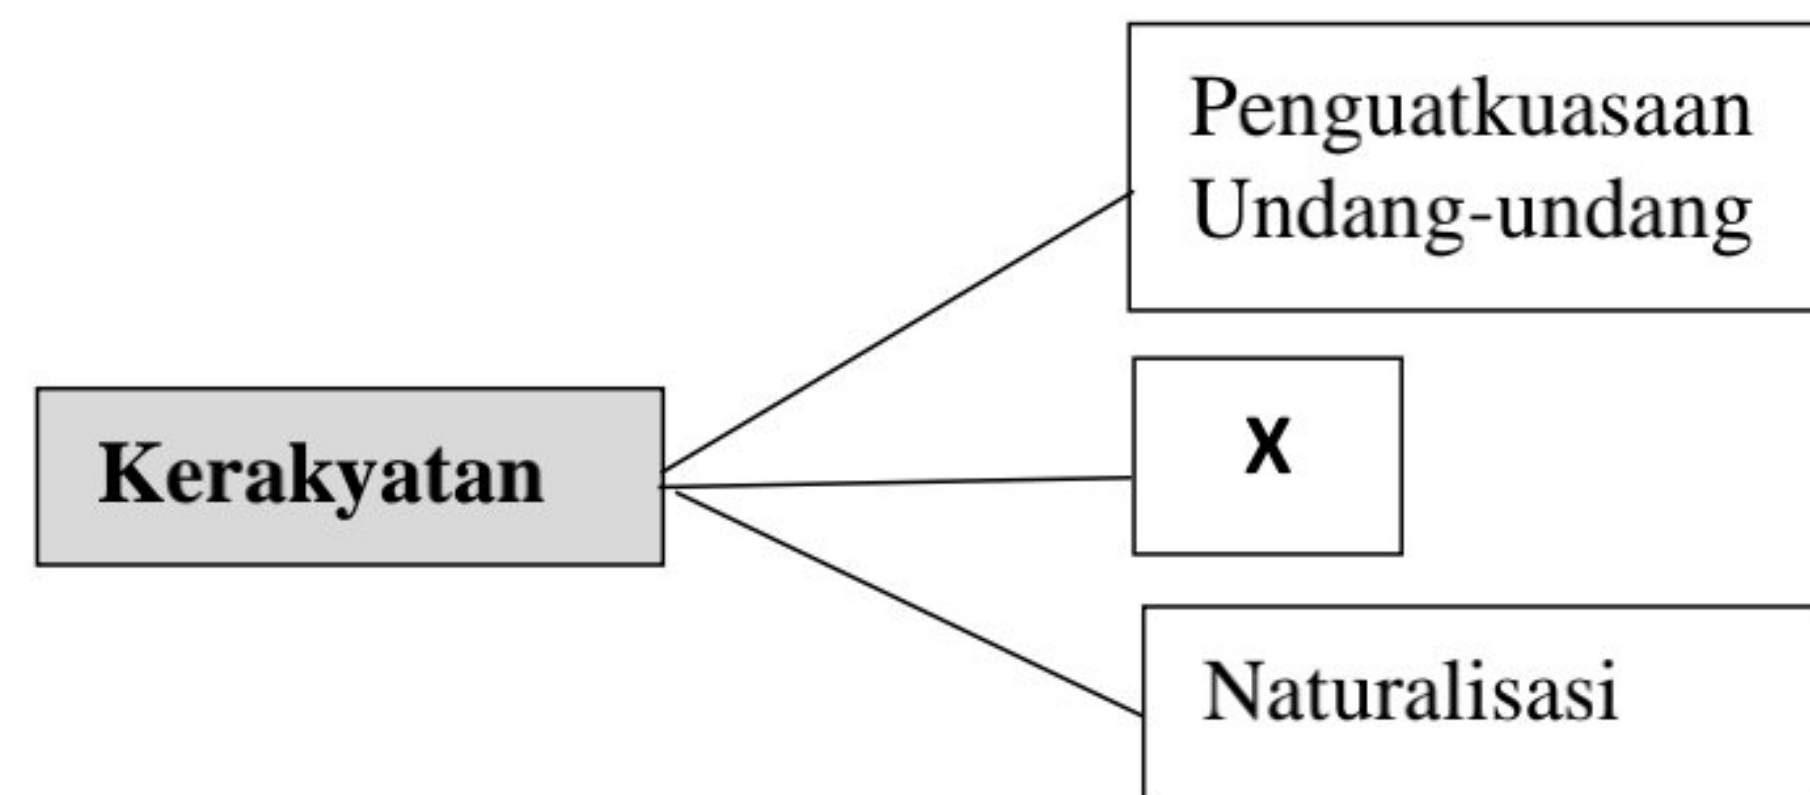 Penguatkuasaan
Undang-undang
Kerakyatan
X
Naturalisasi